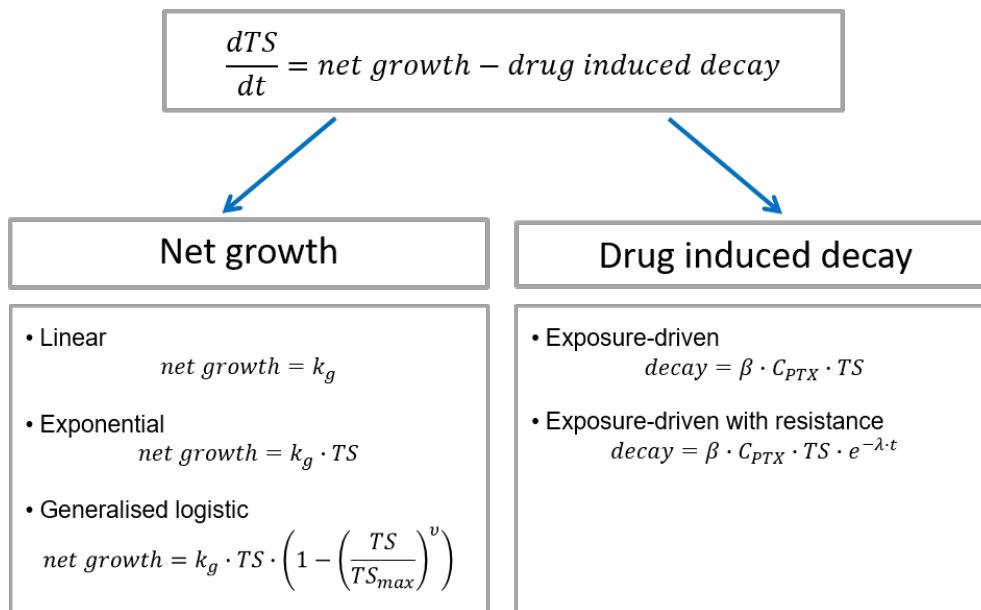 dTS/dt = net growth − drug induced decay
Net growth
• Linear
net growth = k_g
• Exponential
net growth = k_g · TS
• Generalised logistic
net growth = k_g · TS · (1 − (TS/TS_max)^υ)
Drug induced decay
• Exposure-driven
decay = β · C_PTX · TS
• Exposure-driven with resistance
decay = β · C_PTX · TS · e^(−λ·t)